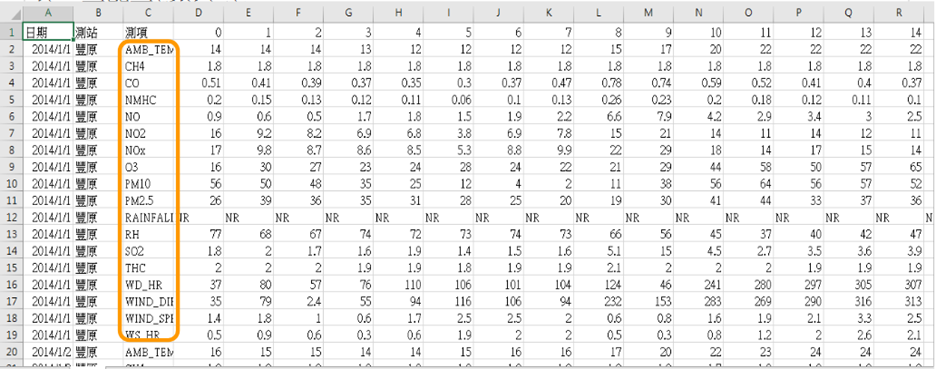 A B C D E F G H I J K L M N O P Q R
1 日期 測站 測項 0 1 2 3 4 5 6 7 8 9 10 11 12 13 14
2 2014/1/1 豐原 AMB_TEM 14 14 14 13 12 12 12 12 15 17 20 22 22 22 22
3 2014/1/1 豐原 CH4 1.8 1.8 1.8 1.8 1.8 1.8 1.8 1.8 1.8 1.8 1.8 1.8 1.8 1.8 1.8
4 2014/1/1 豐原 CO 0.51 0.41 0.39 0.37 0.35 0.3 0.37 0.47 0.78 0.74 0.59 0.52 0.41 0.4 0.37
5 2014/1/1 豐原 NMHC 0.2 0.15 0.13 0.12 0.11 0.06 0.1 0.13 0.26 0.23 0.2 0.18 0.12 0.11 0.1
6 2014/1/1 豐原 NO 0.9 0.6 0.5 1.7 1.8 1.5 1.9 2.2 6.6 7.9 4.2 2.9 3.4 3 2.5
7 2014/1/1 豐原 NO2 16 9.2 8.2 6.9 6.8 3.8 6.9 7.8 15 21 14 11 14 12 11
8 2014/1/1 豐原 NOx 17 9.8 8.7 8.6 8.5 5.3 8.8 9.9 22 29 18 14 17 15 14
9 2014/1/1 豐原 O3 16 30 27 23 24 28 24 22 21 29 44 58 50 57 65
10 2014/1/1 豐原 PM10 56 50 48 35 25 12 4 2 11 38 56 64 56 57 52
11 2014/1/1 豐原 PM2.5 26 39 36 35 31 28 25 20 19 30 41 44 33 37 36
12 2014/1/1 豐原 RAINFALL NR NR NR NR NR NR NR NR NR NR NR NR NR NR NR N
13 2014/1/1 豐原 RH 77 68 67 74 72 73 74 73 66 56 45 37 40 42 47
14 2014/1/1 豐原 SO2 1.8 2 1.7 1.6 1.9 1.4 1.5 1.6 5.1 15 4.5 2.7 3.5 3.6 3.9
15 2014/1/1 豐原 THC 2 2 2 1.9 1.9 1.8 1.9 1.9 2.1 2 2 2 1.9 1.9 1.9
16 2014/1/1 豐原 WD_HR 37 80 57 76 110 106 101 104 124 46 241 280 297 305 307
17 2014/1/1 豐原 WIND_DIR 35 79 2.4 55 94 116 106 94 232 153 283 269 290 316 313
18 2014/1/1 豐原 WIND_SPE 1.4 1.8 1 0.6 1.7 2.5 2.5 2 0.6 0.8 1.6 1.9 2.1 3.3 2.5
19 2014/1/1 豐原 WS_HR 0.5 0.9 0.6 0.3 0.6 1.9 2 2 0.5 0.3 0.8 1.2 2 2.6 2.1
20 2014/1/2 豐原 AMB_TEM 16 15 15 14 14 15 16 16 17 20 22 23 24 24 24